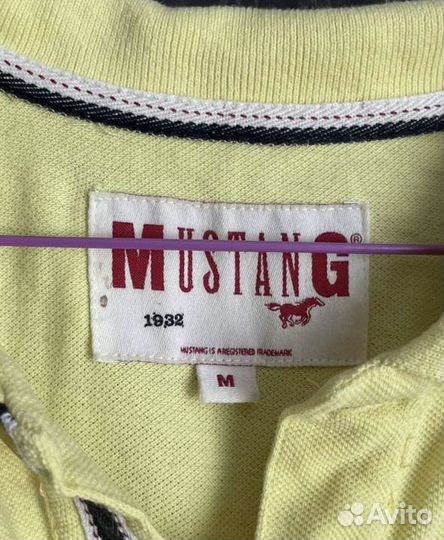 MUSTANG®
1932
MUSTANG IS A REGISTERED TRADEMARK
M
Avito